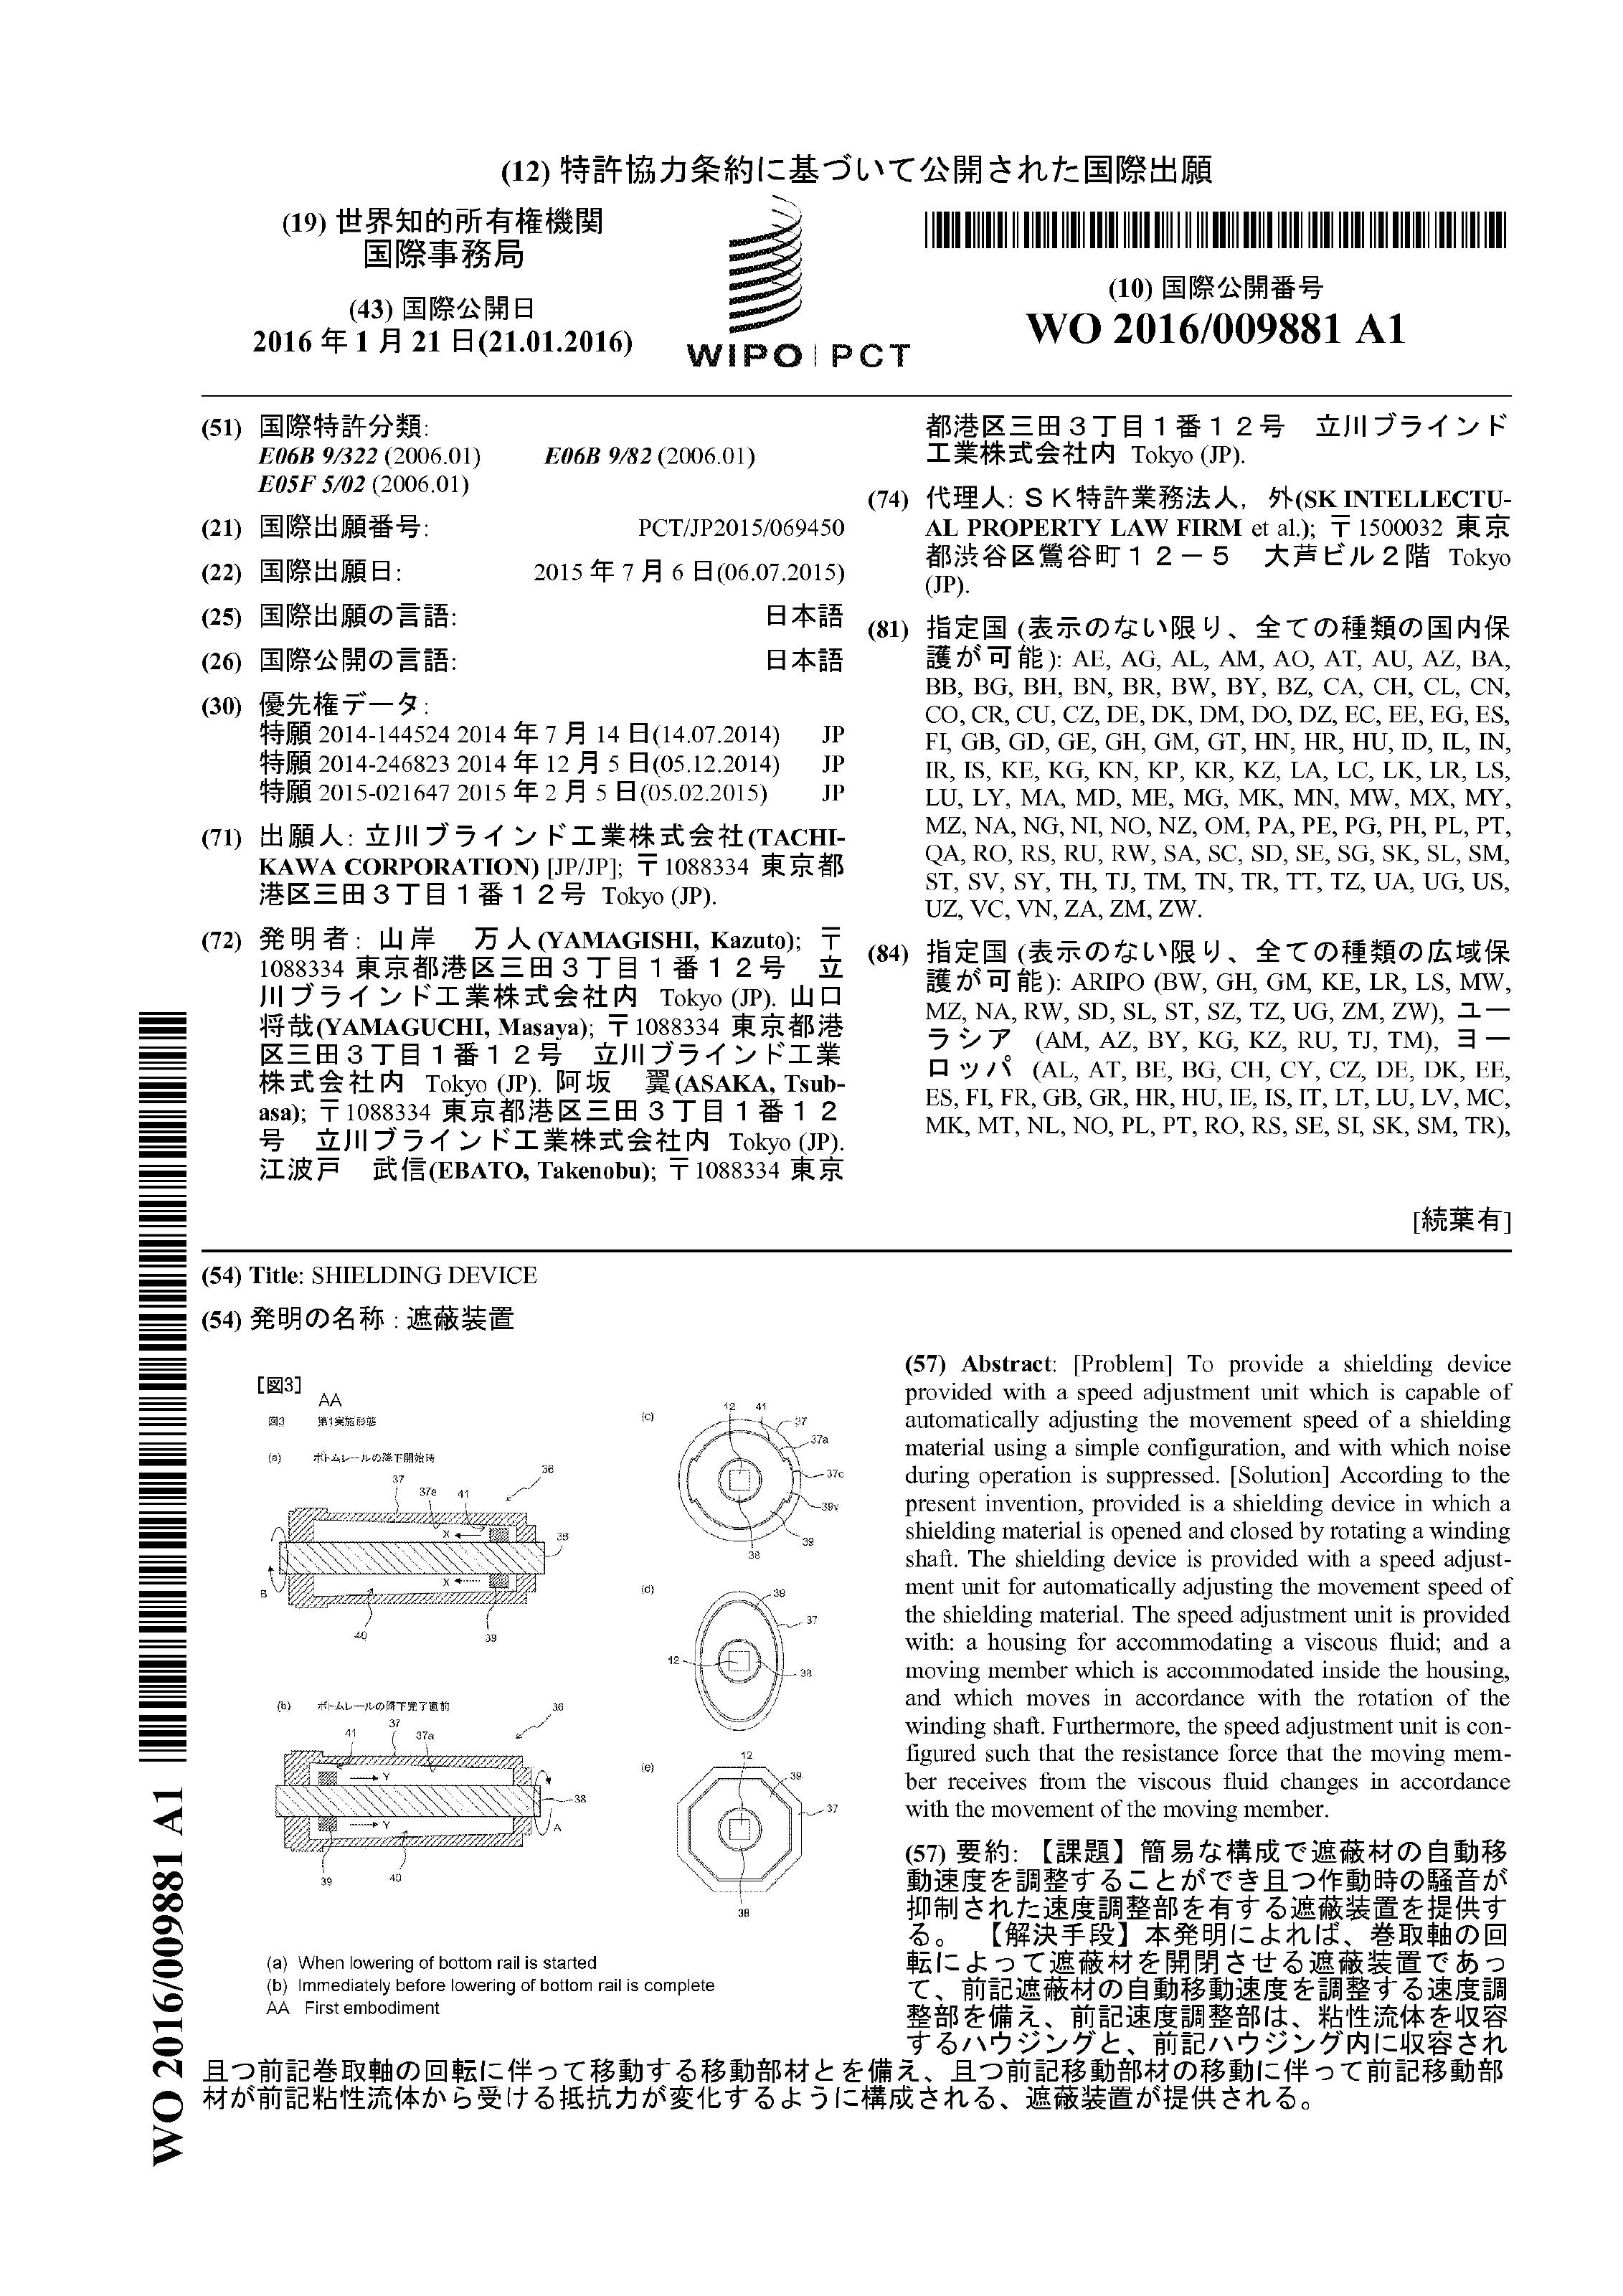 (12) 特許協力条約に基づいて公開された国際出願
(19) 世界知的所有権機関
国際事務局
(43) 国際公開日
2016 年 1 月 21 日(21.01.2016)
WIPO | PCT
(10) 国際公開番号
WO 2016/009881 A1
(51) 国際特許分類:
E06B 9/322 (2006.01) E06B 9/82 (2006.01)
E05F 5/02 (2006.01)
(21) 国際出願番号: PCT/JP2015/069450
(22) 国際出願日: 2015 年 7 月 6 日(06.07.2015)
(25) 国際出願の言語: 日本語
(26) 国際公開の言語: 日本語
(30) 優先権データ:
特願 2014-144524 2014 年 7 月 14 日(14.07.2014) JP
特願 2014-246823 2014 年 12 月 5 日(05.12.2014) JP
特願 2015-021647 2015 年 2 月 5 日(05.02.2015) JP
(71) 出願人: 立川ブラインド工業株式会社(TACHI-
KAWA CORPORATION) [JP/JP]; 〒1088334 東京都
港区三田3丁目1番12号 Tokyo (JP).
(72) 発明者: 山岸 万人(YAMAGISHI, Kazuto); 〒
1088334 東京都港区三田3丁目1番12号 立
川ブラインド工業株式会社内 Tokyo (JP). 山口
将哉(YAMAGUCHI, Masaya); 〒1088334 東京都港
区三田3丁目1番12号 立川ブラインド工業
株式会社内 Tokyo (JP). 阿坂 翼(ASAKA, Tsub-
asa); 〒1088334 東京都港区三田3丁目1番12
号 立川ブラインド工業株式会社内 Tokyo (JP).
江波戸 武信(EBATO, Takenobu); 〒1088334 東京
都港区三田3丁目1番12号 立川ブラインド
工業株式会社内 Tokyo (JP).
(74) 代理人: SK特許業務法人, 外(SK INTELLECTU-
AL PROPERTY LAW FIRM et al.); 〒1500032 東京
都渋谷区鶯谷町12-5 大芦ビル2階 Tokyo
(JP).
(81) 指定国 (表示のない限り、全ての種類の国内保
護が可能): AE, AG, AL, AM, AO, AT, AU, AZ, BA,
BB, BG, BH, BN, BR, BW, BY, BZ, CA, CH, CL, CN,
CO, CR, CU, CZ, DE, DK, DM, DO, DZ, EC, EE, EG, ES,
FI, GB, GD, GE, GH, GM, GT, HN, HR, HU, ID, IL, IN,
IR, IS, KE, KG, KN, KP, KR, KZ, LA, LC, LK, LR, LS,
LU, LY, MA, MD, ME, MG, MK, MN, MW, MX, MY,
MZ, NA, NG, NI, NO, NZ, OM, PA, PE, PG, PH, PL, PT,
QA, RO, RS, RU, RW, SA, SC, SD, SE, SG, SK, SL, SM,
ST, SV, SY, TH, TJ, TM, TN, TR, TT, TZ, UA, UG, US,
UZ, VC, VN, ZA, ZM, ZW.
(84) 指定国 (表示のない限り、全ての種類の広域保
護が可能): ARIPO (BW, GH, GM, KE, LR, LS, MW,
MZ, NA, RW, SD, SL, ST, SZ, TZ, UG, ZM, ZW), ユー
ラシア (AM, AZ, BY, KG, KZ, RU, TJ, TM), ヨー
ロッパ (AL, AT, BE, BG, CH, CY, CZ, DE, DK, EE,
ES, FI, FR, GB, GR, HR, HU, IE, IS, IT, LT, LU, LV, MC,
MK, MT, NL, NO, PL, PT, RO, RS, SE, SI, SK, SM, TR),
[続葉有]
(54) Title: SHIELDING DEVICE
(54) 発明の名称 : 遮蔽装置
[図3]
AA
図3 第1実施形態
(a) ボトムレールの降下開始時
36
37
37a 41
X
38
X
B
40
39
(b) ボトムレールの降下完了直前
36
37
41 37a
Y
38
Y
A
39
40
(c)
12 41
37
37a
37c
39v
39
38
(d)
39
37
12
38
(e)
12
39
37
38
(a) When lowering of bottom rail is started
(b) Immediately before lowering of bottom rail is complete
AA First embodiment
(57) Abstract: [Problem] To provide a shielding device
provided with a speed adjustment unit which is capable of
automatically adjusting the movement speed of a shielding
material using a simple configuration, and with which noise
during operation is suppressed. [Solution] According to the
present invention, provided is a shielding device in which a
shielding material is opened and closed by rotating a winding
shaft. The shielding device is provided with a speed adjust-
ment unit for automatically adjusting the movement speed of
the shielding material. The speed adjustment unit is provided
with: a housing for accommodating a viscous fluid; and a
moving member which is accommodated inside the housing,
and which moves in accordance with the rotation of the
winding shaft. Furthermore, the speed adjustment unit is con-
figured such that the resistance force that the moving mem-
ber receives from the viscous fluid changes in accordance
with the movement of the moving member.
(57) 要約: 【課題】簡易な構成で遮蔽材の自動移
動速度を調整することができ且つ作動時の騒音が
抑制された速度調整部を有する遮蔽装置を提供す
る。 【解決手段】本発明によれば、巻取軸の回
転によって遮蔽材を開閉させる遮蔽装置であっ
て、前記遮蔽材の自動移動速度を調整する速度調
整部を備え、前記速度調整部は、粘性流体を収容
するハウジングと、前記ハウジング内に収容され
且つ前記巻取軸の回転に伴って移動する移動部材とを備え、且つ前記移動部材の移動に伴って前記移動部
材が前記粘性流体から受ける抵抗力が変化するように構成される、遮蔽装置が提供される。
WO 2016/009881 A1